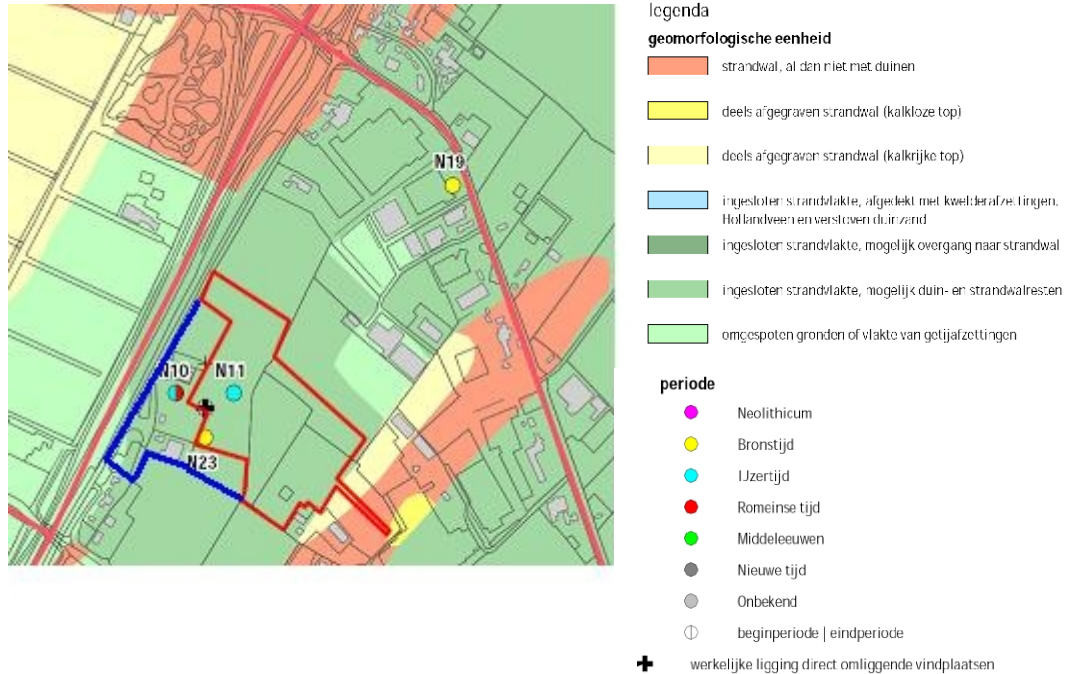 legenda
geomorfologische eenheid
strandwal, al dan niet met duinen
deels afgegraven strandwal (kalkloze top)
deels afgegraven strandwal (kalkrijke top)
ingesloten strandvlakte, afgedekt met kwelderafzettingen,
Hollandveen en verstoven duinzand
ingesloten strandvlakte, mogelijk overgang naar strandwal
ingesloten strandvlakte, mogelijk duin- en strandwalresten
omgespoten gronden of vlakte van getijafzettingen
periode
Neolithicum
Bronstijd
IJzertijd
Romeinse tijd
Middeleeuwen
Nieuwe tijd
Onbekend
beginperiode | eindperiode
werkelijke ligging direct omliggende vindplaatsen
N19
N10
N11
N23